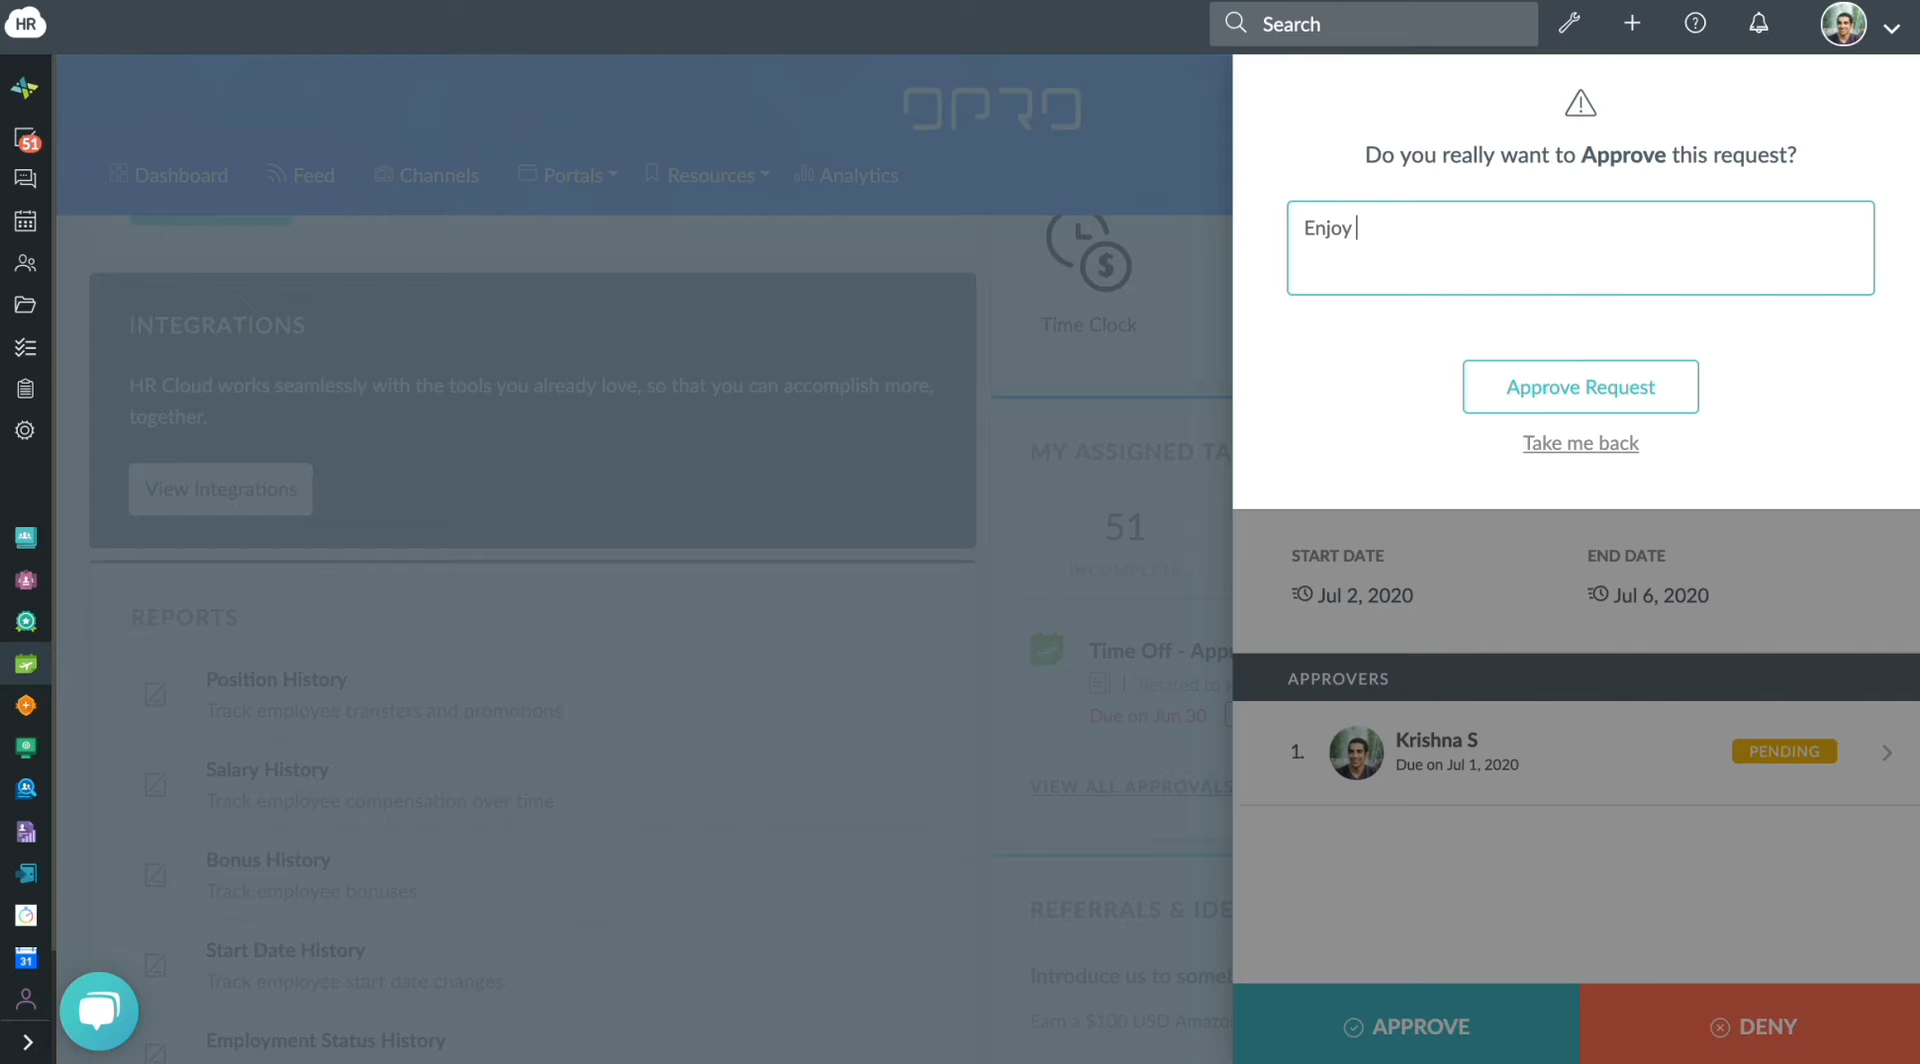 HR
Search
51
Dashboard
Feed
Channels
Portals
Resources
Analytics
Do you really want to Approve this request?
Enjoy
Approve Request
Take me back
INTEGRATIONS
HR Cloud works seamlessly with the tools you already love, so that you can accomplish more,
together.
View Integrations
Time Clock
MY ASSIGNED TA
51
INCOMPLETE
START DATE
END DATE
Jul 2, 2020
Jul 6, 2020
REPORTS
Position History
Track employee transfers and promotions
Salary History
Track employee compensation over time
Bonus History
Track employee bonuses
Start Date History
Track employee start date changes
Employment Status History
Time Off - Appr
Related to
Due on Jun 30
VIEW ALL APPROVALS
APPROVERS
1.
Krishna S
Due on Jul 1, 2020
PENDING
REFERRALS & IDE
Introduce us to some
Earn a $100 USD Amazo
31
APPROVE
DENY